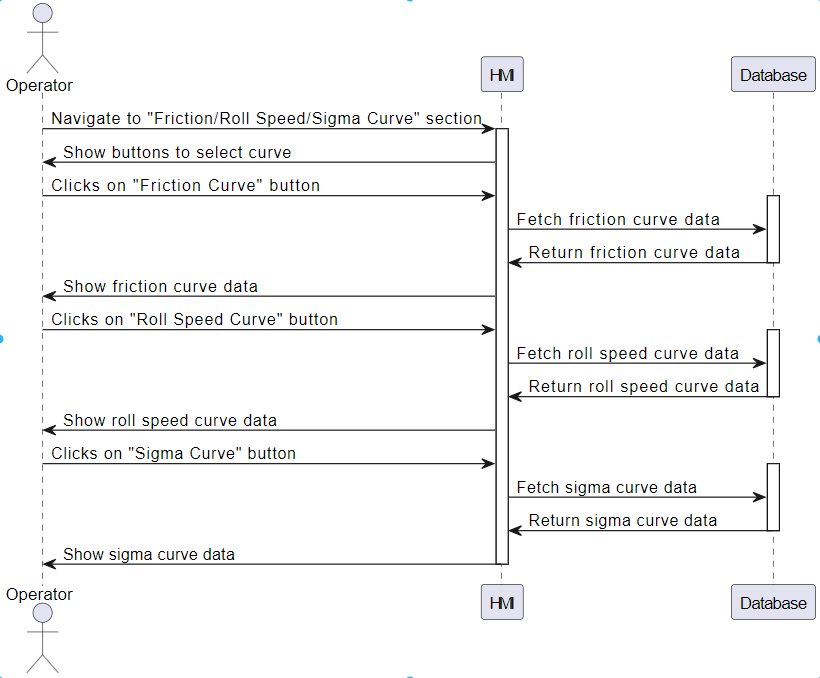 Operator
HMI
Database
Navigate to "Friction/Roll Speed/Sigma Curve" section
Show buttons to select curve
Clicks on "Friction Curve" button
Fetch friction curve data
Return friction curve data
Show friction curve data
Clicks on "Roll Speed Curve" button
Fetch roll speed curve data
Return roll speed curve data
Show roll speed curve data
Clicks on "Sigma Curve" button
Fetch sigma curve data
Return sigma curve data
Show sigma curve data
Operator
HMI
Database